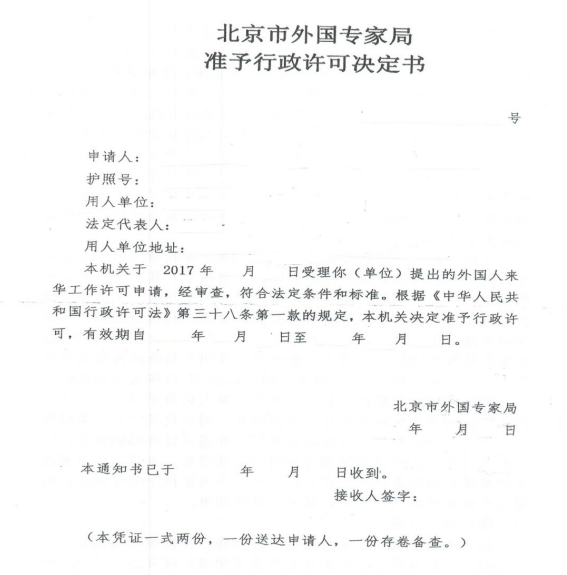 北京市外国专家局
准予行政许可决定书
号
申请人：
护照号：
用人单位：
法定代表人：
用人单位地址：
本机关于 2017 年 月 日受理你（单位）提出的外国人来
华工作许可申请，经审查，符合法定条件和标准。根据《中华人民共
和国行政许可法》第三十八条第一款的规定，本机关决定准予行政许
可，有效期自 年 月 日至 年 月 日。
北京市外国专家局
年 月 日
本通知书已于 年 月 日收到。
接收人签字：
（本凭证一式两份，一份送达申请人，一份存卷备查。）